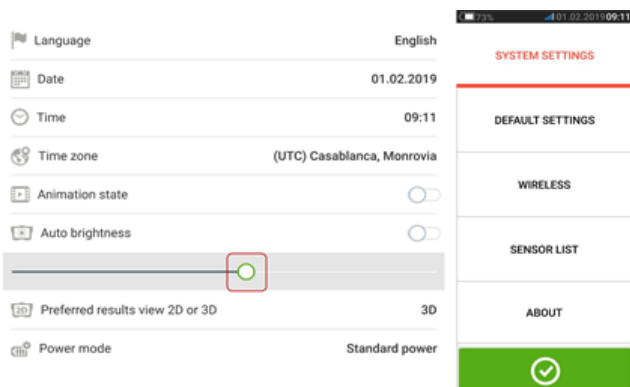 Language English
Date 01.02.2019
Time 09:11
Time zone (UTC) Casablanca, Monrovia
Animation state
Auto brightness
2D Preferred results view 2D or 3D 3D
Power mode Standard power
73% 01.02.2019 09:11
SYSTEM SETTINGS
DEFAULT SETTINGS
WIRELESS
SENSOR LIST
ABOUT